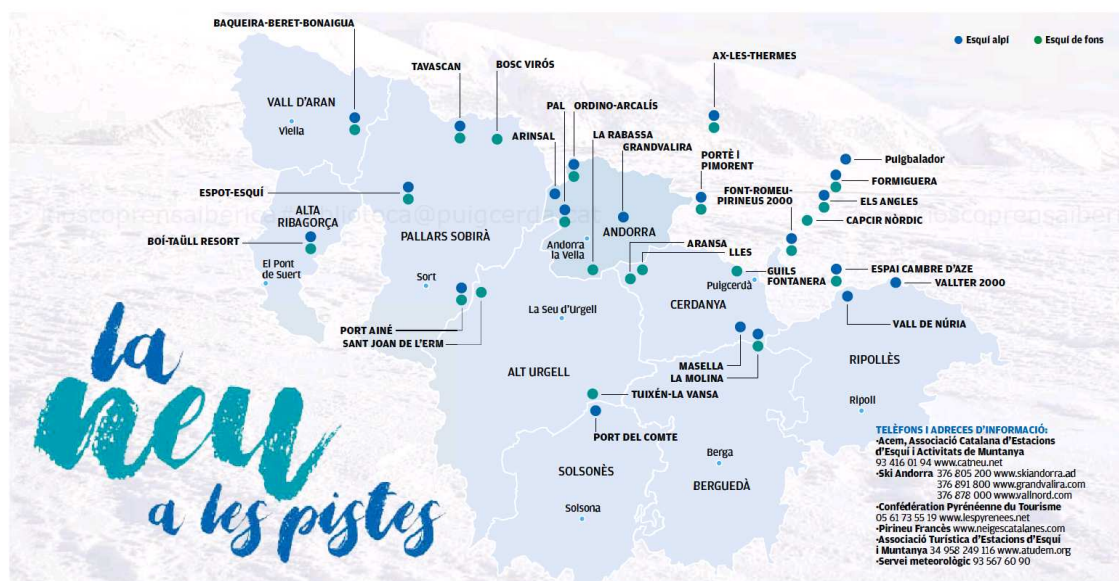 BAQUEIRA-BERET-BONAIGUA
Esquí alpí
Esquí de fons
TAVASCAN
BOSC VIRÓS
AX-LES-THERMES
VALL D'ARAN
Viella
PAL
ORDINO-ARCALÍS
ARINSAL
LA RABASSA
GRANDVALIRA
PORTÈ I
PIMORENT
Puigbalador
FORMIGUERA
ELS ANGLES
CAPCIR NÒRDIC
FONT-ROMEU-
PIRINEUS 2000
ESPOT-ESQUÍ
ALTA
RIBAGORÇA
BOÍ-TAÜLL RESORT
El Pont
de Suert
PALLARS SOBIRÀ
Sort
Andorra
la Vella
ANDORRA
ARANSA
LLES
GUILS
FONTANERA
Puigcerdà
ESPAI CAMBRE D'AZE
VALLTER 2000
VALL DE NÚRIA
CERDANYA
La Seu d'Urgell
PORT AINÉ
SANT JOAN DE L'ERM
ALT URGELL
MASELLA
LA MOLINA
RIPOLLÈS
Ripoll
TUIXÉN-LA VANSA
PORT DEL COMTE
SOLSONÈS
Solsona
Berga
BERGUEDÀ
la
neu
a les pistes
TELÈFONS I ADRECES D'INFORMACIÓ:
·Acem, Associació Catalana d'Estacions
d'Esquí i Activitats de Muntanya
93 416 01 94 www.catneu.net
·Ski Andorra 376 805 200 www.skiandorra.ad
376 891 800 www.grandvalira.com
376 878 000 www.vallnord.com
·Confédération Pyrénéenne du Tourisme
05 61 73 55 19 www.lespyrenees.net
·Pirineu Francès www.neigescatalanes.com
·Associació Turística d'Estacions d'Esquí
i Muntanya 34 958 249 116 www.atudem.org
·Servei meteorològic 93 567 60 90